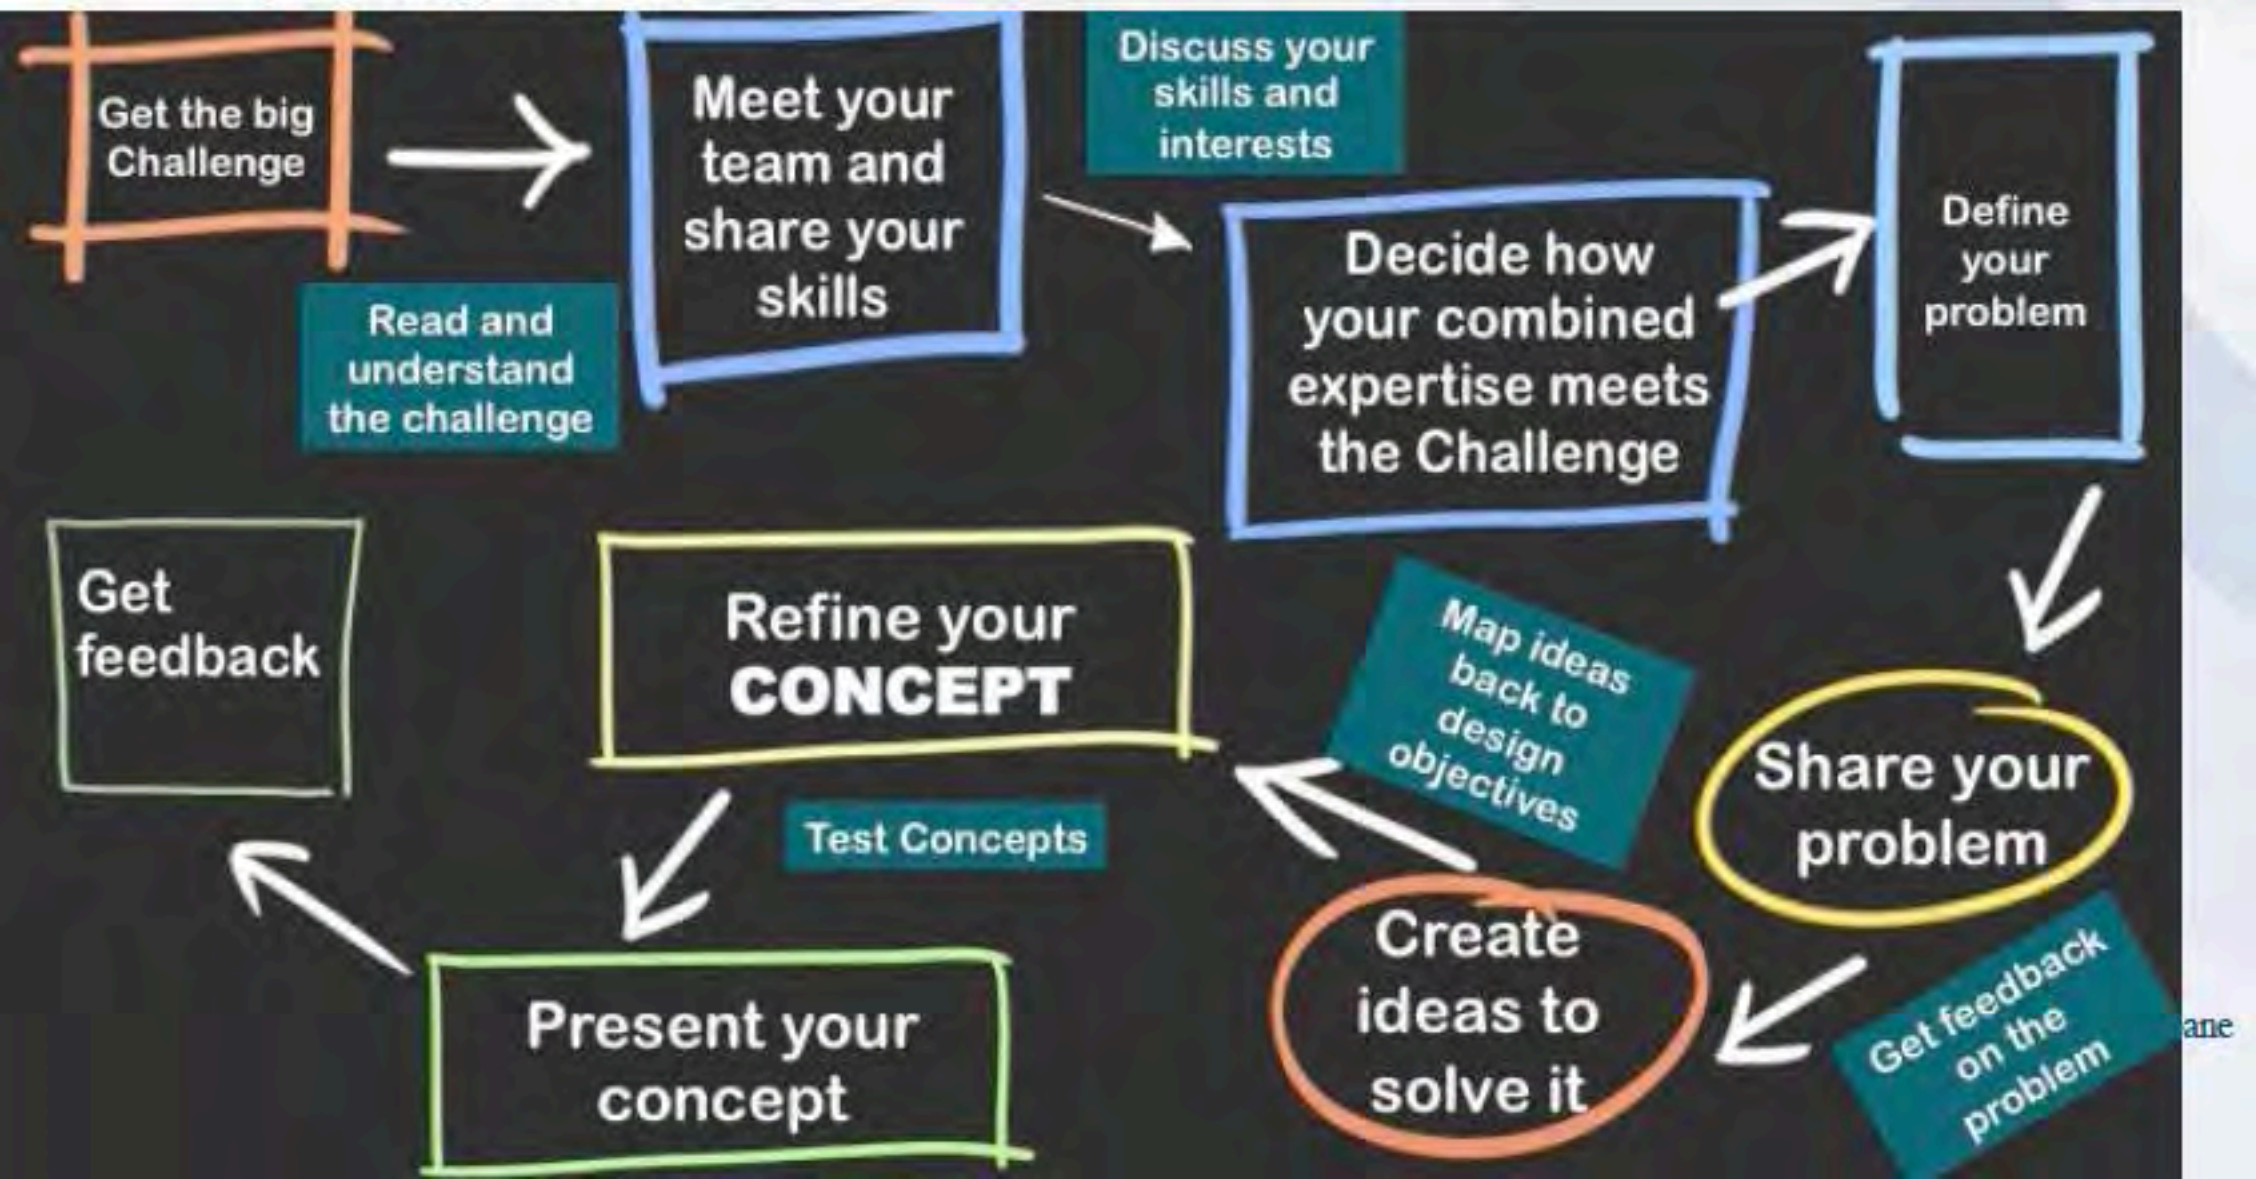 Get the big
Challenge
Read and
understand
the challenge
Meet your
team and
share your
skills
Discuss your
skills and
interests
Decide how
your combined
expertise meets
the Challenge
Define
your
problem
Share your
problem
Get feedback
on the
problem
Create
ideas to
solve it
Map ideas
back to
design
objectives
Refine your
CONCEPT
Test Concepts
Present your
concept
Get
feedback
ane